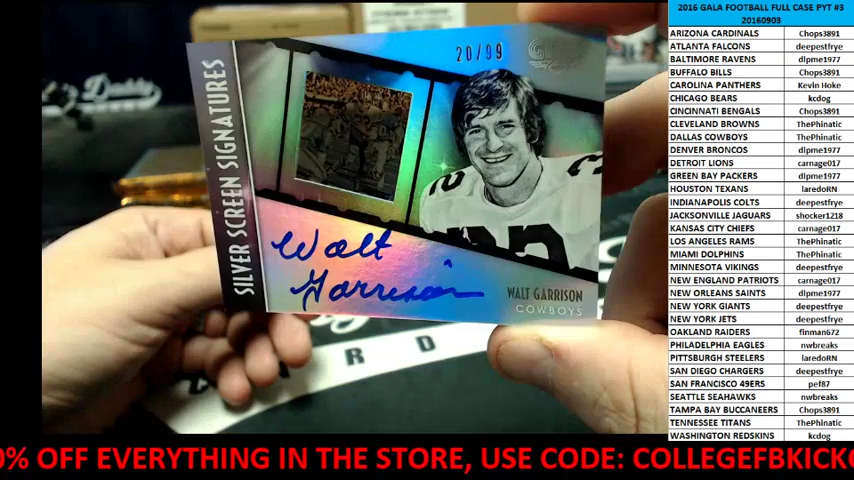 2016 GALA FOOTBALL FULL CASE PYT #3
20160903
ARIZONA CARDINALS Chops3891
ATLANTA FALCONS deepestfrye
BALTIMORE RAVENS dlpme1977
BUFFALO BILLS Chops3891
CAROLINA PANTHERS Kevin Hoke
CHICAGO BEARS kcdog
CINCINNATI BENGALS Chops3891
CLEVELAND BROWNS ThePhinatic
DALLAS COWBOYS ThePhinatic
DENVER BRONCOS dlpme1977
DETROIT LIONS carnage017
GREEN BAY PACKERS dlpme1977
HOUSTON TEXANS laredoRN
INDIANAPOLIS COLTS deepestfrye
JACKSONVILLE JAGUARS shocker1218
KANSAS CITY CHIEFS carnage017
LOS ANGELES RAMS ThePhinatic
MIAMI DOLPHINS ThePhinatic
MINNESOTA VIKINGS deepestfrye
NEW ENGLAND PATRIOTS carnage017
NEW ORLEANS SAINTS dlpme1977
NEW YORK GIANTS deepestfrye
NEW YORK JETS deepestfrye
OAKLAND RAIDERS finman672
PHILADELPHIA EAGLES nwbreaks
PITTSBURGH STEELERS laredoRN
SAN DIEGO CHARGERS deepestfrye
SAN FRANCISCO 49ERS pef87
SEATTLE SEAHAWKS nwbreaks
TAMPA BAY BUCCANEERS Chops3891
TENNESSEE TITANS ThePhinatic
WASHINGTON REDSKINS kcdog
20/99
SILVER SCREEN SIGNATURES
32
Walt
Garrison
WALT GARRISON
COWBOYS
Daddy
A R D
0% OFF EVERYTHING IN THE STORE, USE CODE: COLLEGEFBKICKO